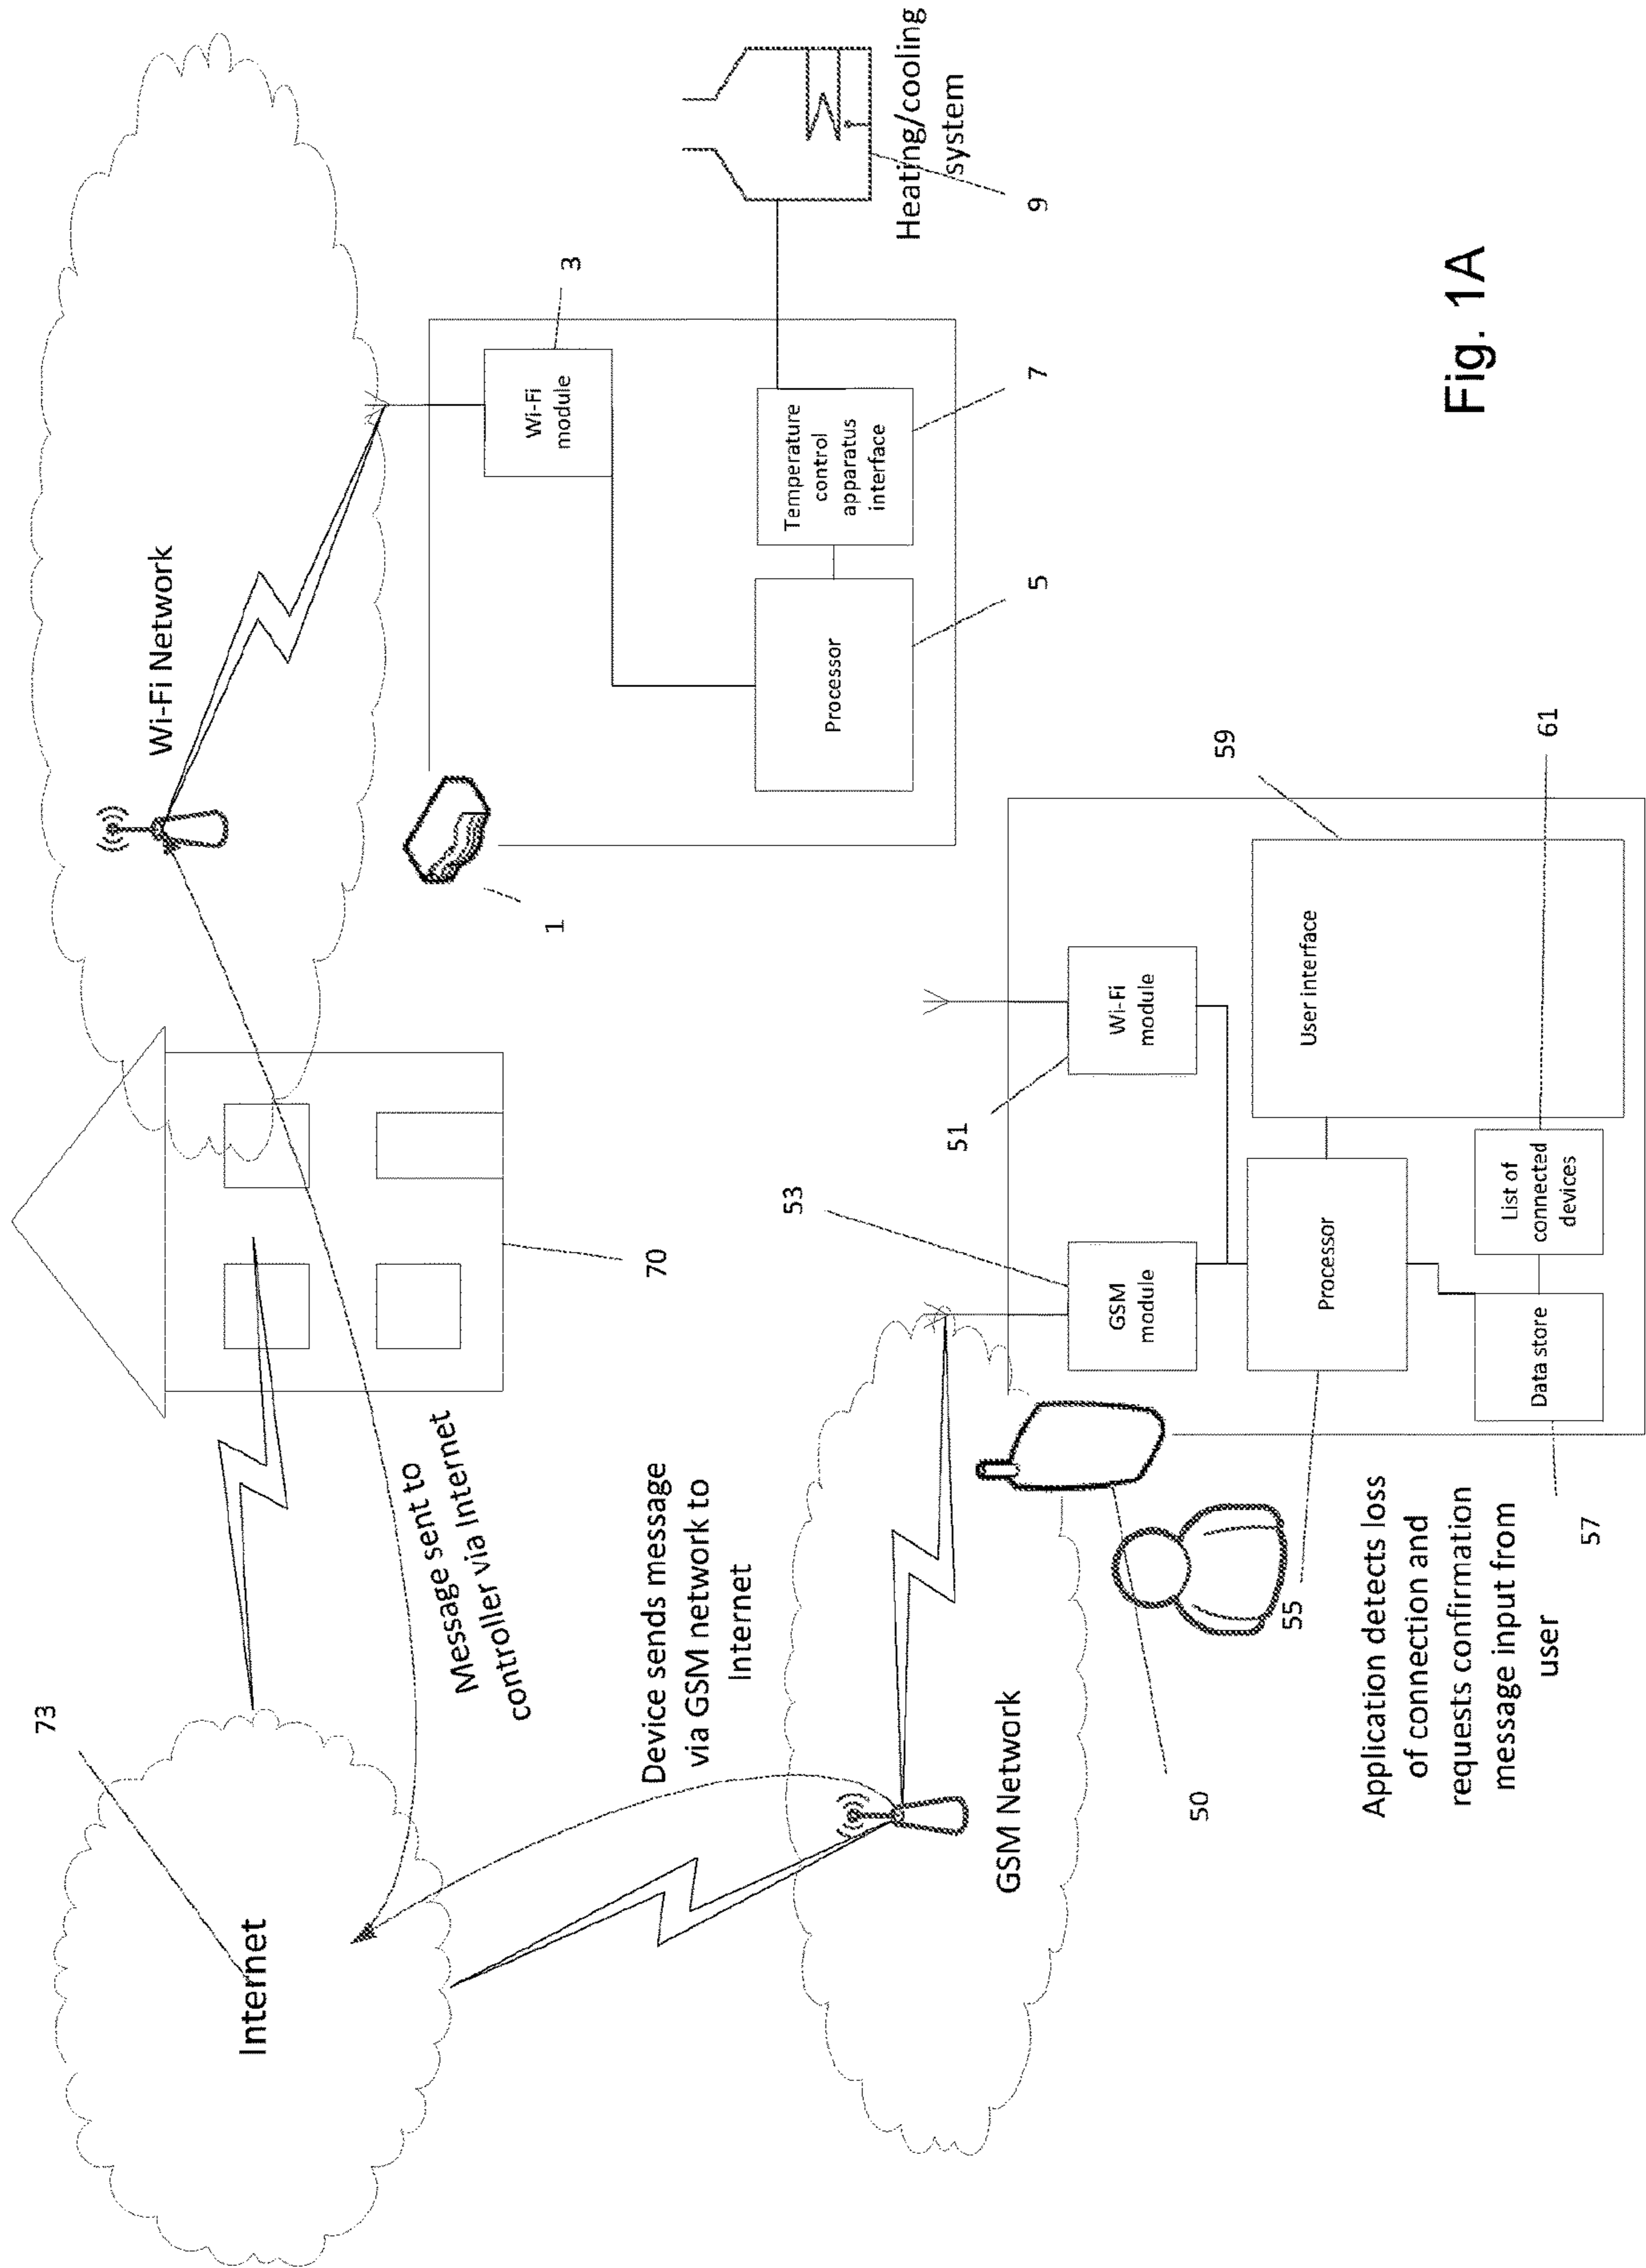 73
Internet
Wi-Fi Network
Message sent to
controller via Internet
70
1
Wi-Fi
module
3
Processor
5
Temperature
control
apparatus
interface
7
Heating/cooling
system
9
Device sends message
via GSM network to
Internet
GSM Network
50
53
GSM
module
51
Wi-Fi
module
Processor
55
User interface
59
Data store
57
List of
connected
devices
61
Application detects loss
of connection and
requests confirmation
message input from
user
Fig. 1A